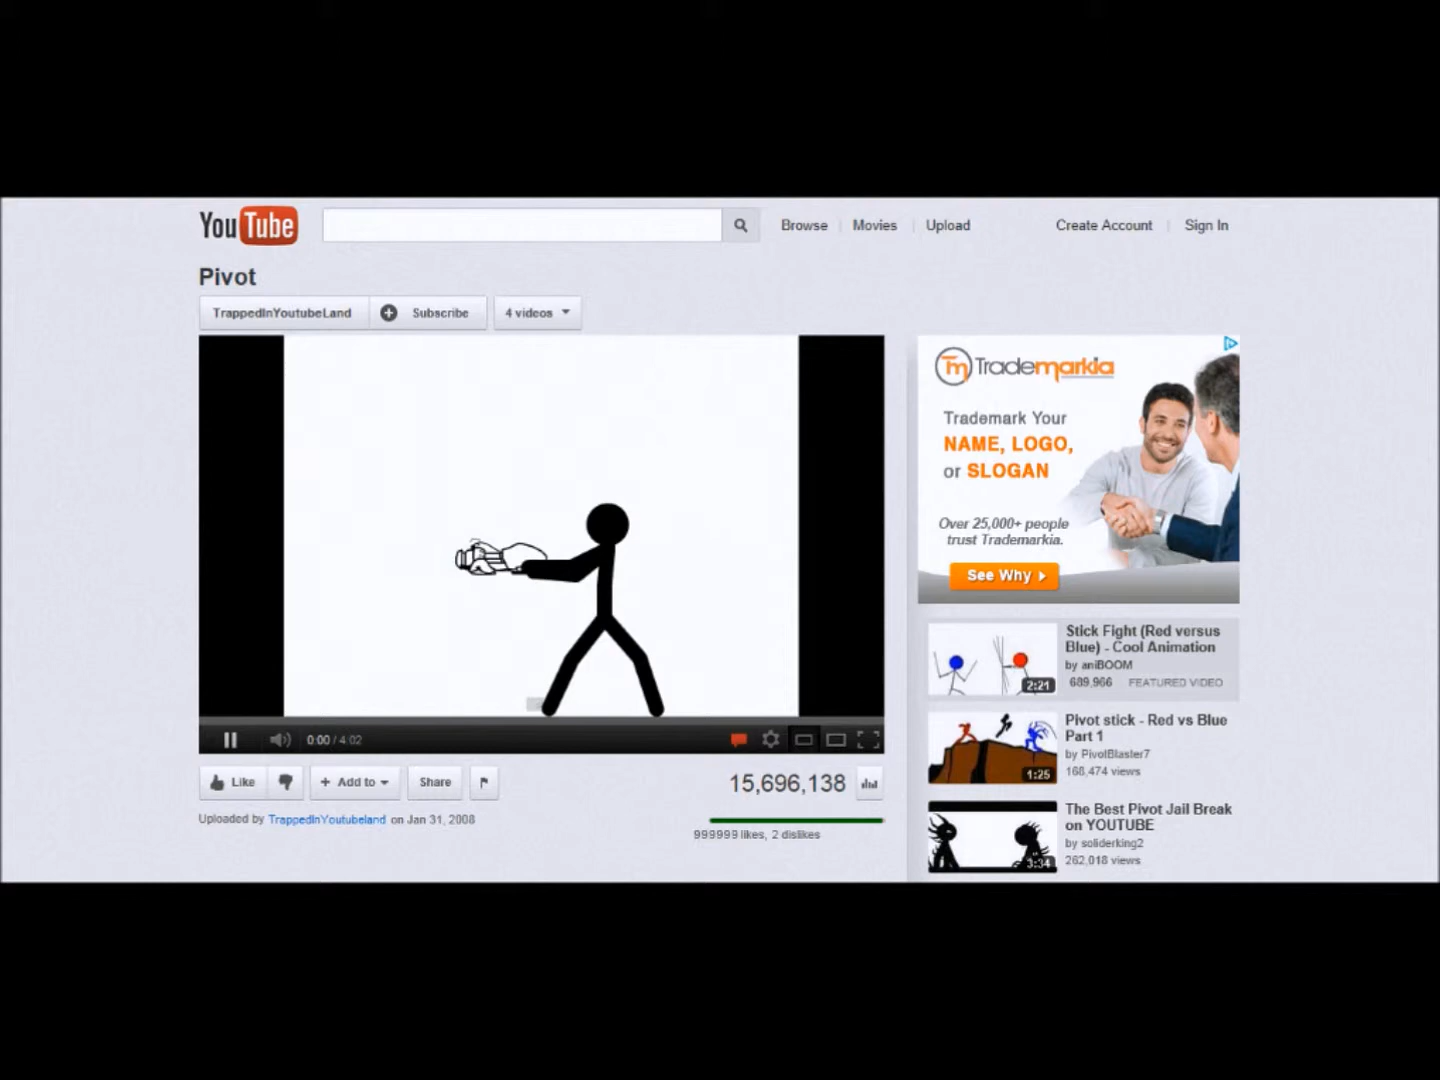 YouTube
Browse
Movies
Upload
Create Account
Sign In
Pivot
TrappedInYoutubeLand
Subscribe
4 videos
0:00 / 4:02
Like
+ Add to
Share
15,696,138
Uploaded by TrappedInYoutubeland on Jan 31, 2008
999999 likes, 2 dislikes
Tm Trademarkia
Trademark Your
NAME, LOGO,
or SLOGAN
Over 25,000+ people
trust Trademarkia.
See Why
Stick Fight (Red versus
Blue) - Cool Animation
by aniBOOM
689,966 FEATURED VIDEO
2:21
Pivot stick - Red vs Blue
Part 1
by PivotBlaster7
168,474 views
1:25
The Best Pivot Jail Break
on YOUTUBE
by soliderking2
262,018 views
3:34